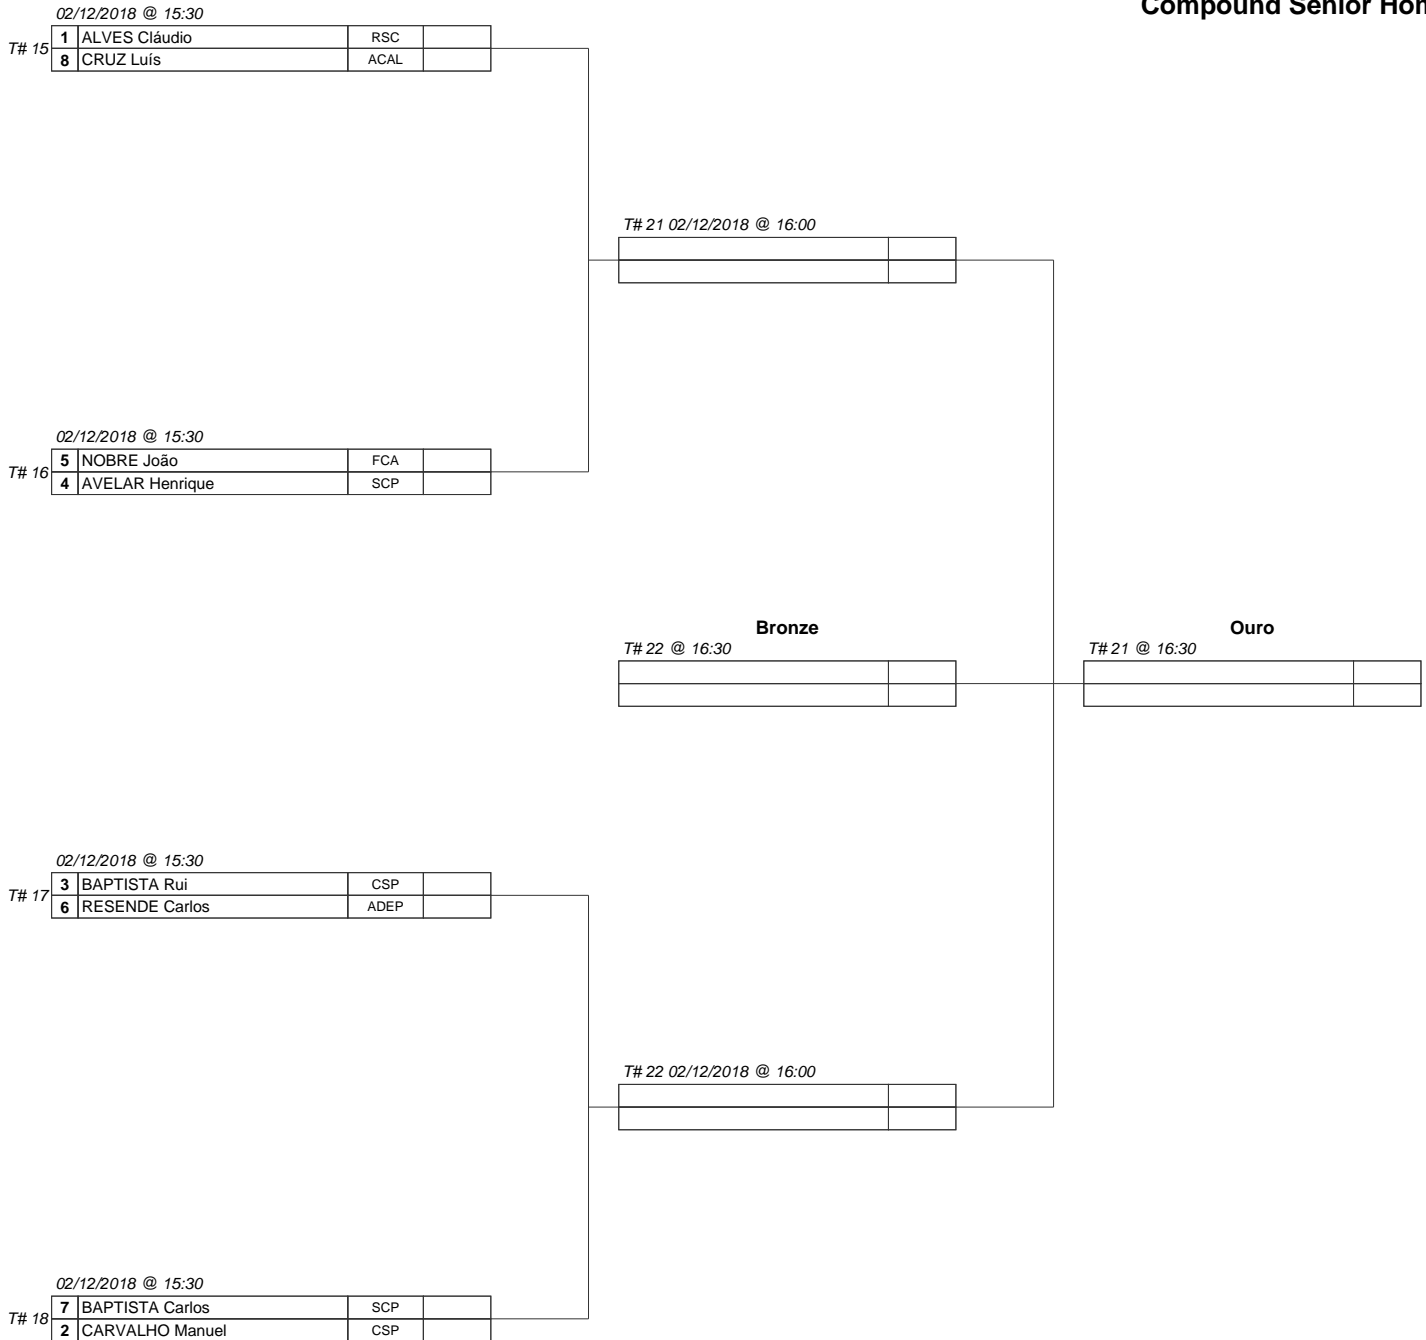 Compound Senior
02/12/2018 @ 15:30
T# 15
1 ALVES Cláudio RSC
8 CRUZ Luís ACAL
T# 21 02/12/2018 @ 16:00
02/12/2018 @ 15:30
T# 16
5 NOBRE João FCA
4 AVELAR Henrique SCP
Bronze
T# 22 @ 16:30
Ouro
T# 21 @ 16:30
02/12/2018 @ 15:30
T# 17
3 BAPTISTA Rui CSP
6 RESENDE Carlos ADEP
T# 22 02/12/2018 @ 16:00
02/12/2018 @ 15:30
T# 18
7 BAPTISTA Carlos SCP
2 CARVALHO Manuel CSP